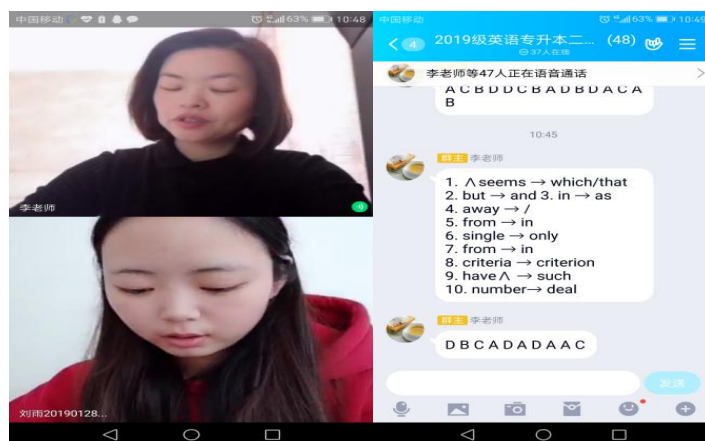 中国移动
63% 10:48
李老师
刘雨20190128...
中国移动
63% 10:49
4 2019级英语专升本二... (48)
37人在线
李老师等47人正在语音通话
A C B D D C B A D B D A C A
B
10:45
群主 李老师
1. ∧seems → which/that
2. but → and 3. in → as
4. away → /
5. from → in
6. single → only
7. from → in
8. criteria → criterion
9. have∧ → such
10. number→ deal
群主 李老师
D B C A D A D A A C
发送